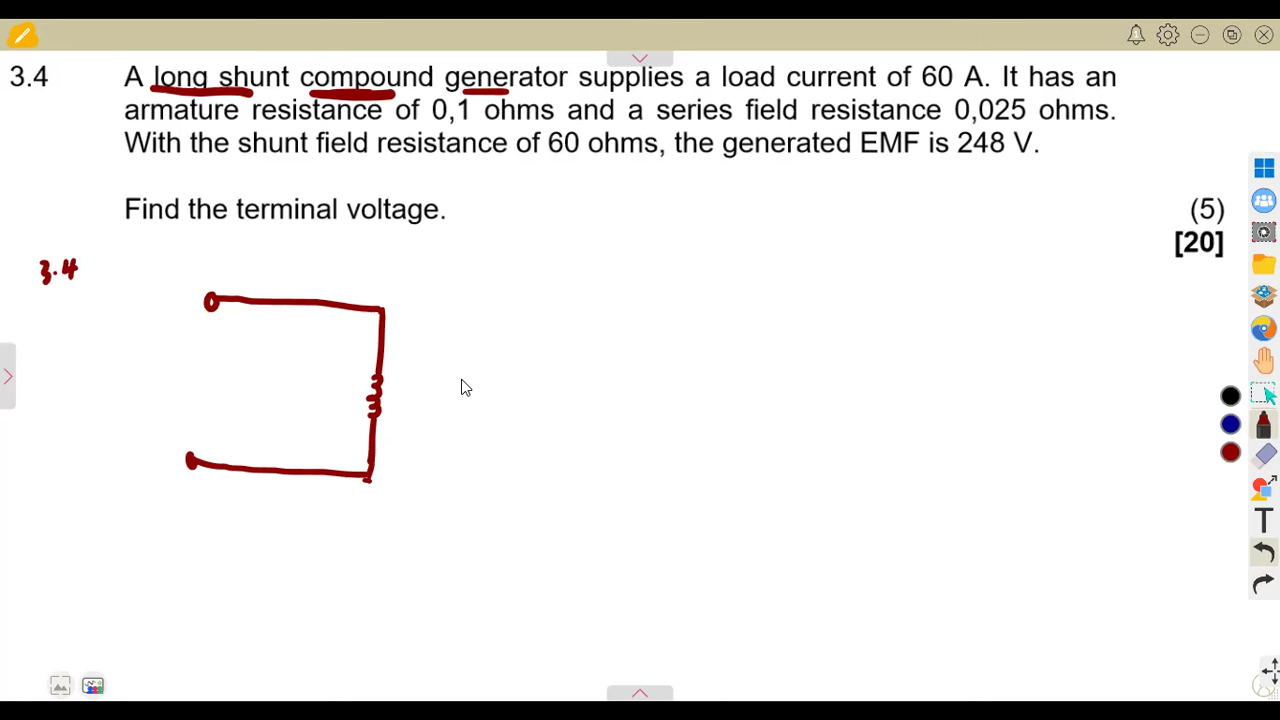 3.4 A long shunt compound generator supplies a load current of 60 A. It has an
armature resistance of 0,1 ohms and a series field resistance 0,025 ohms.
With the shunt field resistance of 60 ohms, the generated EMF is 248 V.
Find the terminal voltage. (5)
[20]
3.4
T